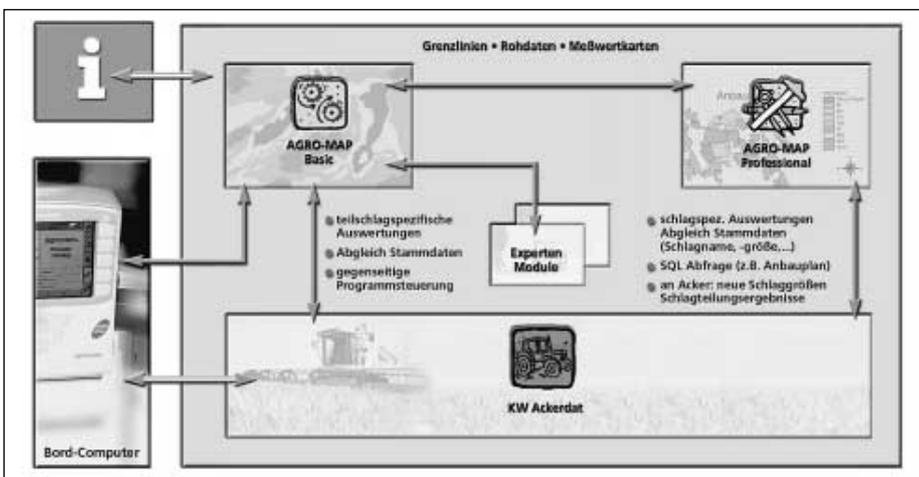 Grenzlinien • Rohdaten • Meßwertkarten
i
AGRO-MAP
Basic
AGRO-MAP
Professional
teilschlagspezifische
Auswertungen
Abgleich Stammdaten
gegenseitige
Programmsteuerung
Experten
Module
schlagspez. Auswertungen
Abgleich Stammdaten
(Schlagname, -größe,...)
SQL Abfrage (z.B. Anbauplan)
an Acker: neue Schlaggrößen
Schlagteilungsergebnisse
KW Ackerdat
Bord-Computer